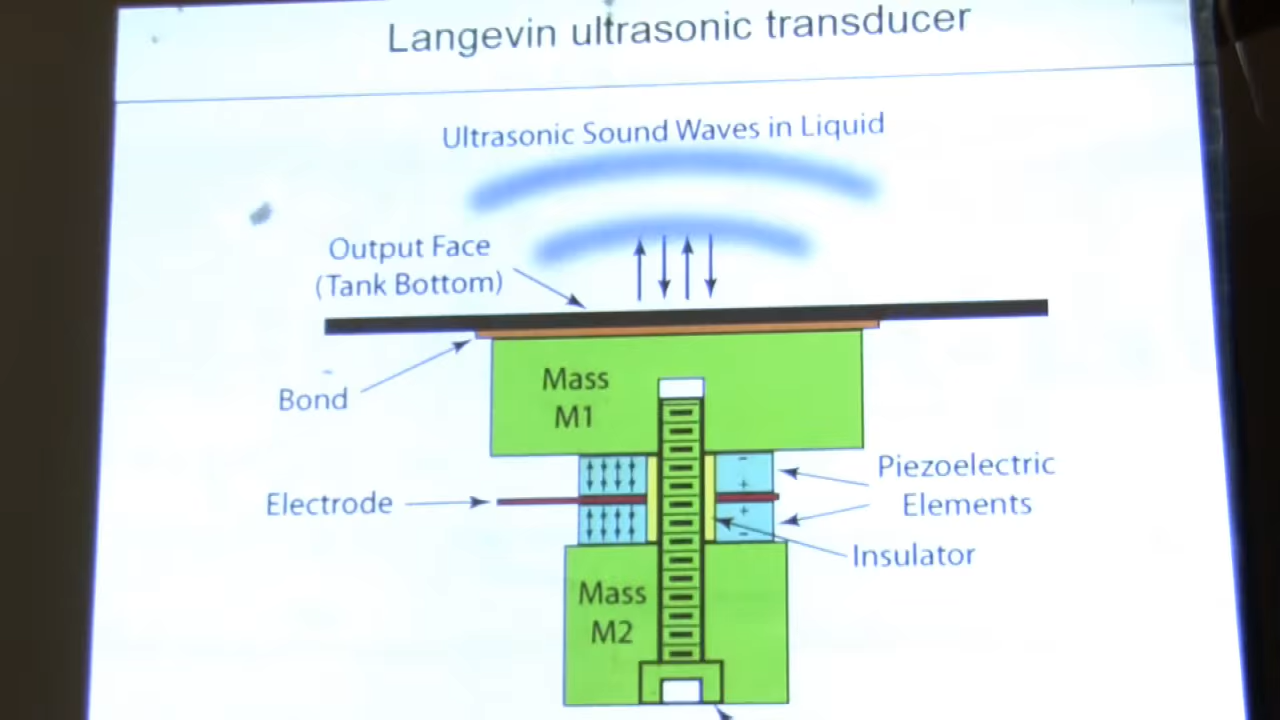 Langevin ultrasonic transducer
Ultrasonic Sound Waves in Liquid
Output Face
(Tank Bottom)
Bond
Mass
M1
Electrode
Piezoelectric
Elements
Insulator
Mass
M2
-
+
+
-